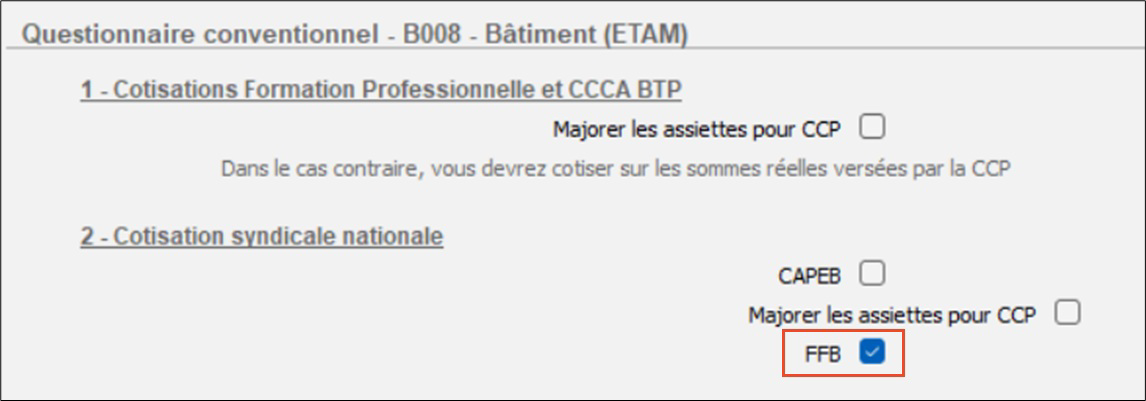 Questionnaire conventionnel - B008 - Bâtiment (ETAM)
1 - Cotisations Formation Professionnelle et CCCA BTP
Majorer les assiettes pour CCP
Dans le cas contraire, vous devrez cotiser sur les sommes réelles versées par la CCP
2 - Cotisation syndicale nationale
CAPEB
Majorer les assiettes pour CCP
FFB